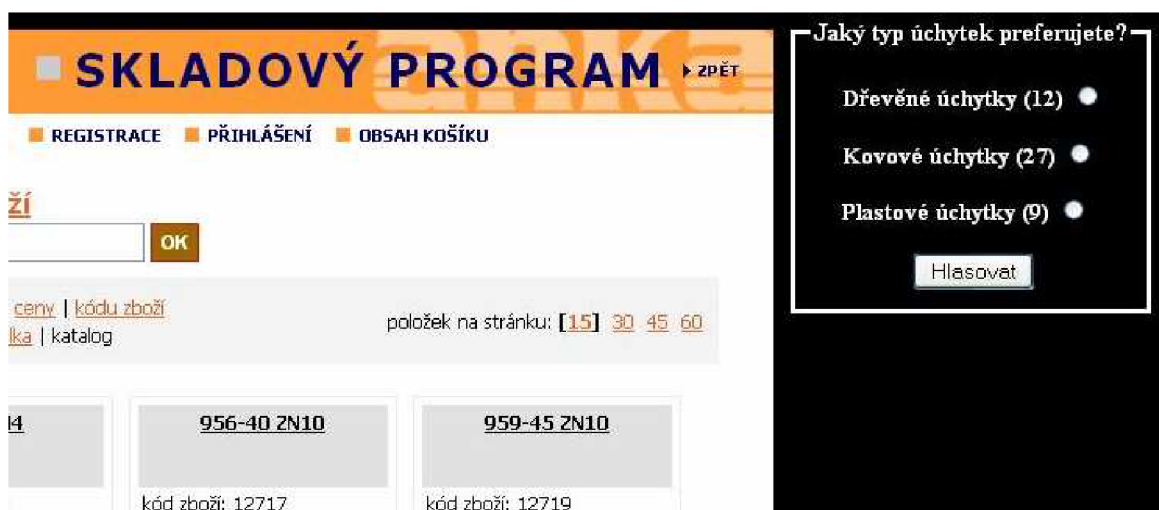 SKLADOVÝ PROGRAM
ZPĚT
REGISTRACE PŘIHLÁŠENÍ OBSAH KOŠÍKU
ží
OK
ceny | kódu zboží
lka | katalog
položek na stránku: [15] 30 45 60
956-40 ZN10
kód zboží: 12717
959-45 ZN10
kód zboží: 12719
Jaký typ úchytek preferujete?
Dřevěné úchytky (12)
Kovové úchytky (27)
Plastové úchytky (9)
Hlasovat